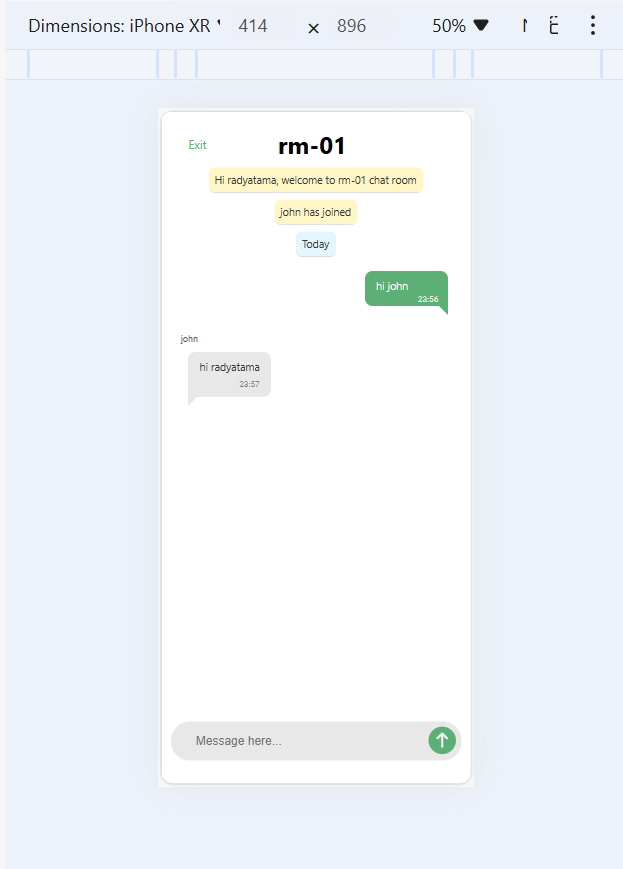 Dimensions: iPhone XR 414 × 896 50%
Exit rm-01
Hi radyatama, welcome to rm-01 chat room
john has joined
Today
hi john
23:56
john
hi radyatama
23:57
Message here...